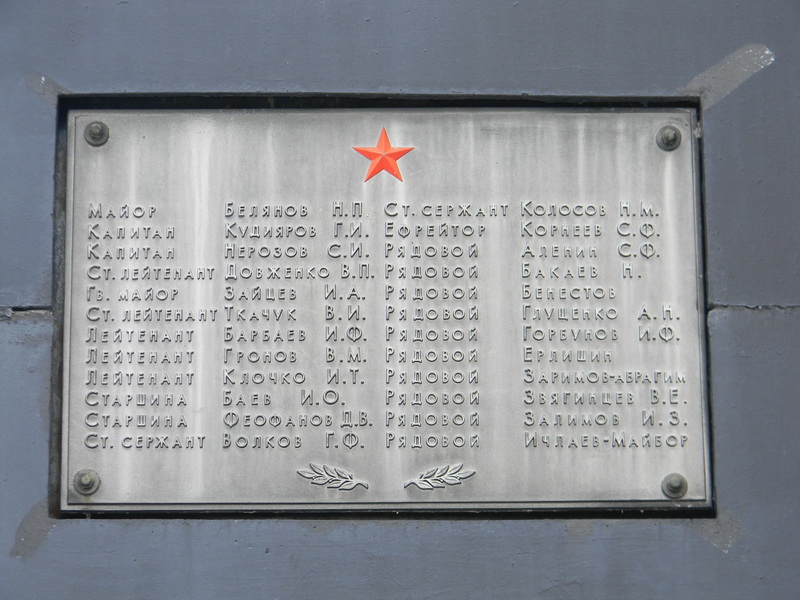 Майор Белянов Н.П. Ст. сержант Колосов Н.М.
Капитан Кудияров Г.И. Ефрейтор Корнеев С.Ф.
Капитан Нерозов С.И. Рядовой Аленин С.Ф.
Ст. лейтенант Довженко В.П. Рядовой Бакаев Н.
Гв. майор Зайцев И.А. Рядовой Бенестов
Ст. лейтенант Ткачук В.И. Рядовой Глущенко А.Н.
Лейтенант Барбаев И.Ф. Рядовой Горбунов И.Ф.
Лейтенант Гронов В.М. Рядовой Ерлишин
Лейтенант Клочко И.Т. Рядовой Заримов-абрагим
Старшина Баев И.О. Рядовой Звягинцев В.Е.
Старшина Феофанов Д.В. Рядовой Залимов И.З.
Ст. сержант Волков Г.Ф. Рядовой Ичлаев-Майбор